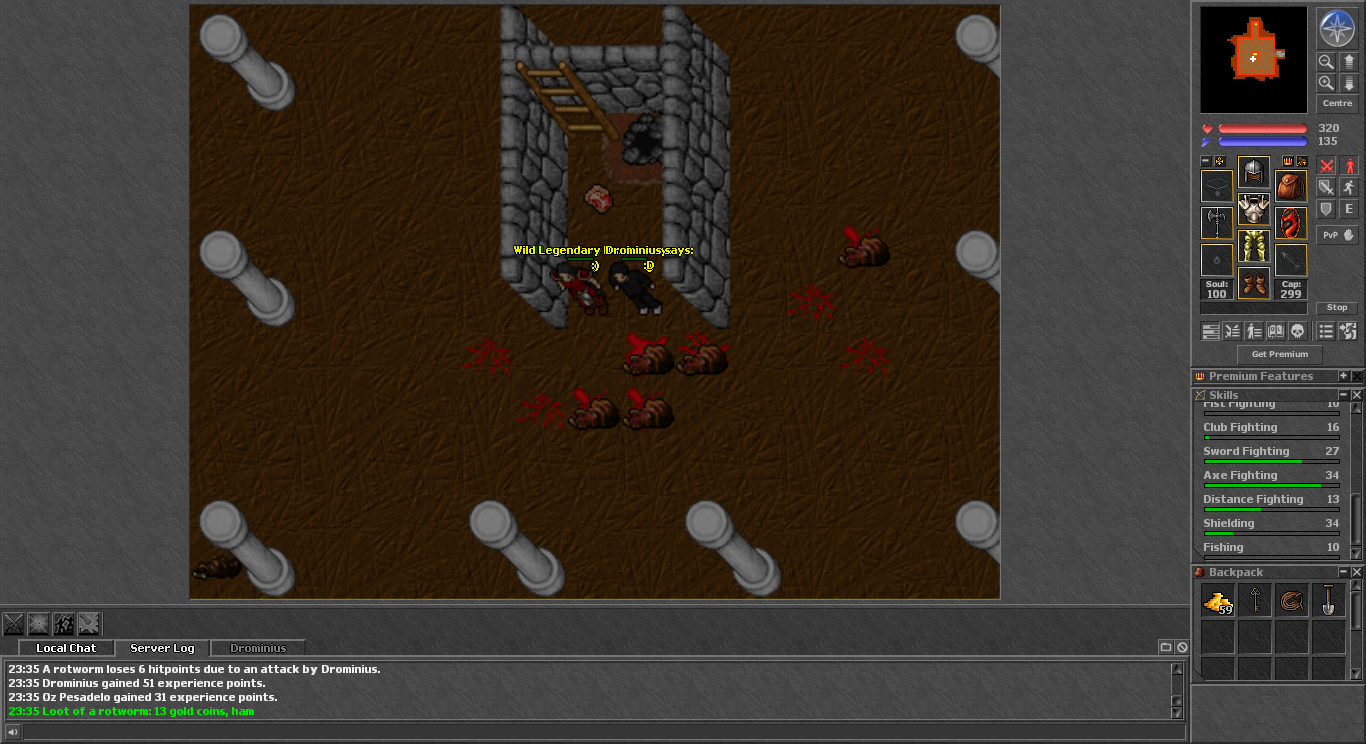 Wild Legendary
Drominius says:
:)
:D
Centre
320
135
E
PvP
Soul:
100
Cap:
299
Stop
Get Premium
Premium Features
Skills
Fist Fighting 10
Club Fighting 16
Sword Fighting 27
Axe Fighting 34
Distance Fighting 13
Shielding 34
Fishing 10
Backpack
59
Local Chat
Server Log
Drominius
23:35 A rotworm loses 6 hitpoints due to an attack by Drominius.
23:35 Drominius gained 51 experience points.
23:35 Oz Pesadelo gained 31 experience points.
23:35 Loot of a rotworm: 13 gold coins, ham